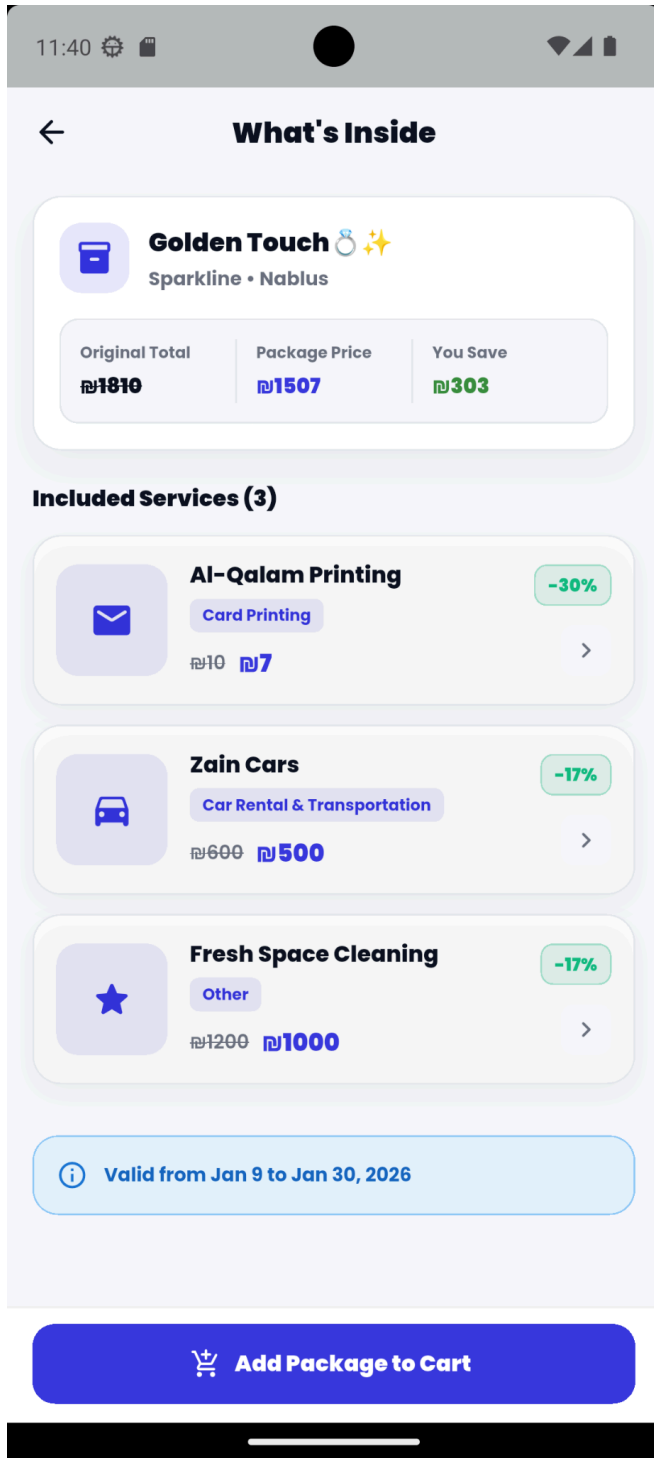 11:40
What's Inside
Golden Touch 💍✨
Sparkline • Nablus
Original Total Package Price You Save
₪1810 ₪1507 ₪303
Included Services (3)
Al-Qalam Printing
-30%
Card Printing
₪10 ₪7
Zain Cars
-17%
Car Rental & Transportation
₪600 ₪500
Fresh Space Cleaning
-17%
Other
₪1200 ₪1000
Valid from Jan 9 to Jan 30, 2026
Add Package to Cart